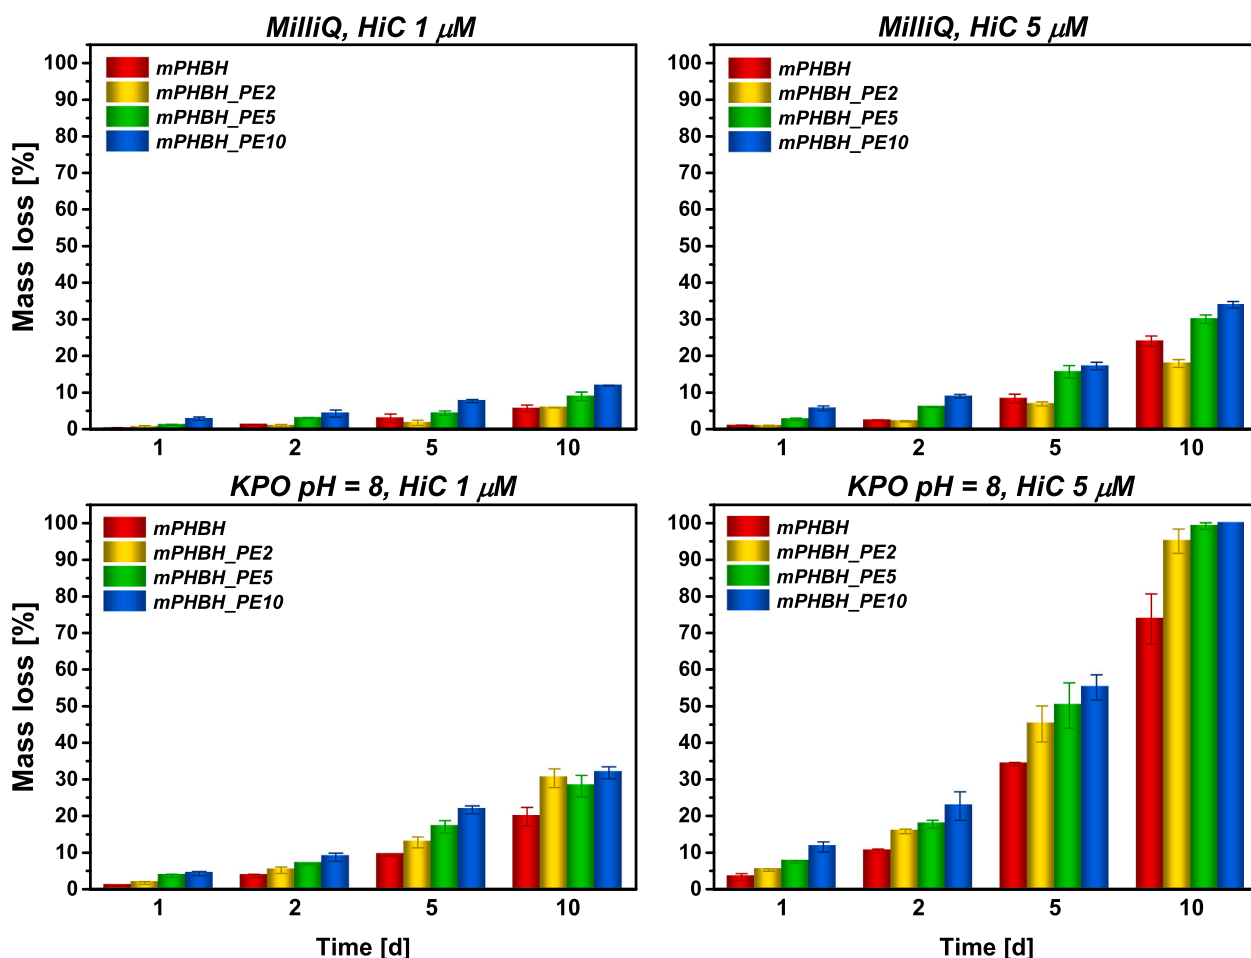 MilliQ, HiC 1 μM
100
90
80
70
60
50
40
30
20
10
0
Mass loss [%]
mPHBH
mPHBH_PE2
mPHBH_PE5
mPHBH_PE10
1 2 5 10
MilliQ, HiC 5 μM
100
90
80
70
60
50
40
30
20
10
0
mPHBH
mPHBH_PE2
mPHBH_PE5
mPHBH_PE10
1 2 5 10
KPO pH = 8, HiC 1 μM
100
90
80
70
60
50
40
30
20
10
0
Mass loss [%]
mPHBH
mPHBH_PE2
mPHBH_PE5
mPHBH_PE10
1 2 5 10
Time [d]
KPO pH = 8, HiC 5 μM
100
90
80
70
60
50
40
30
20
10
0
mPHBH
mPHBH_PE2
mPHBH_PE5
mPHBH_PE10
1 2 5 10
Time [d]